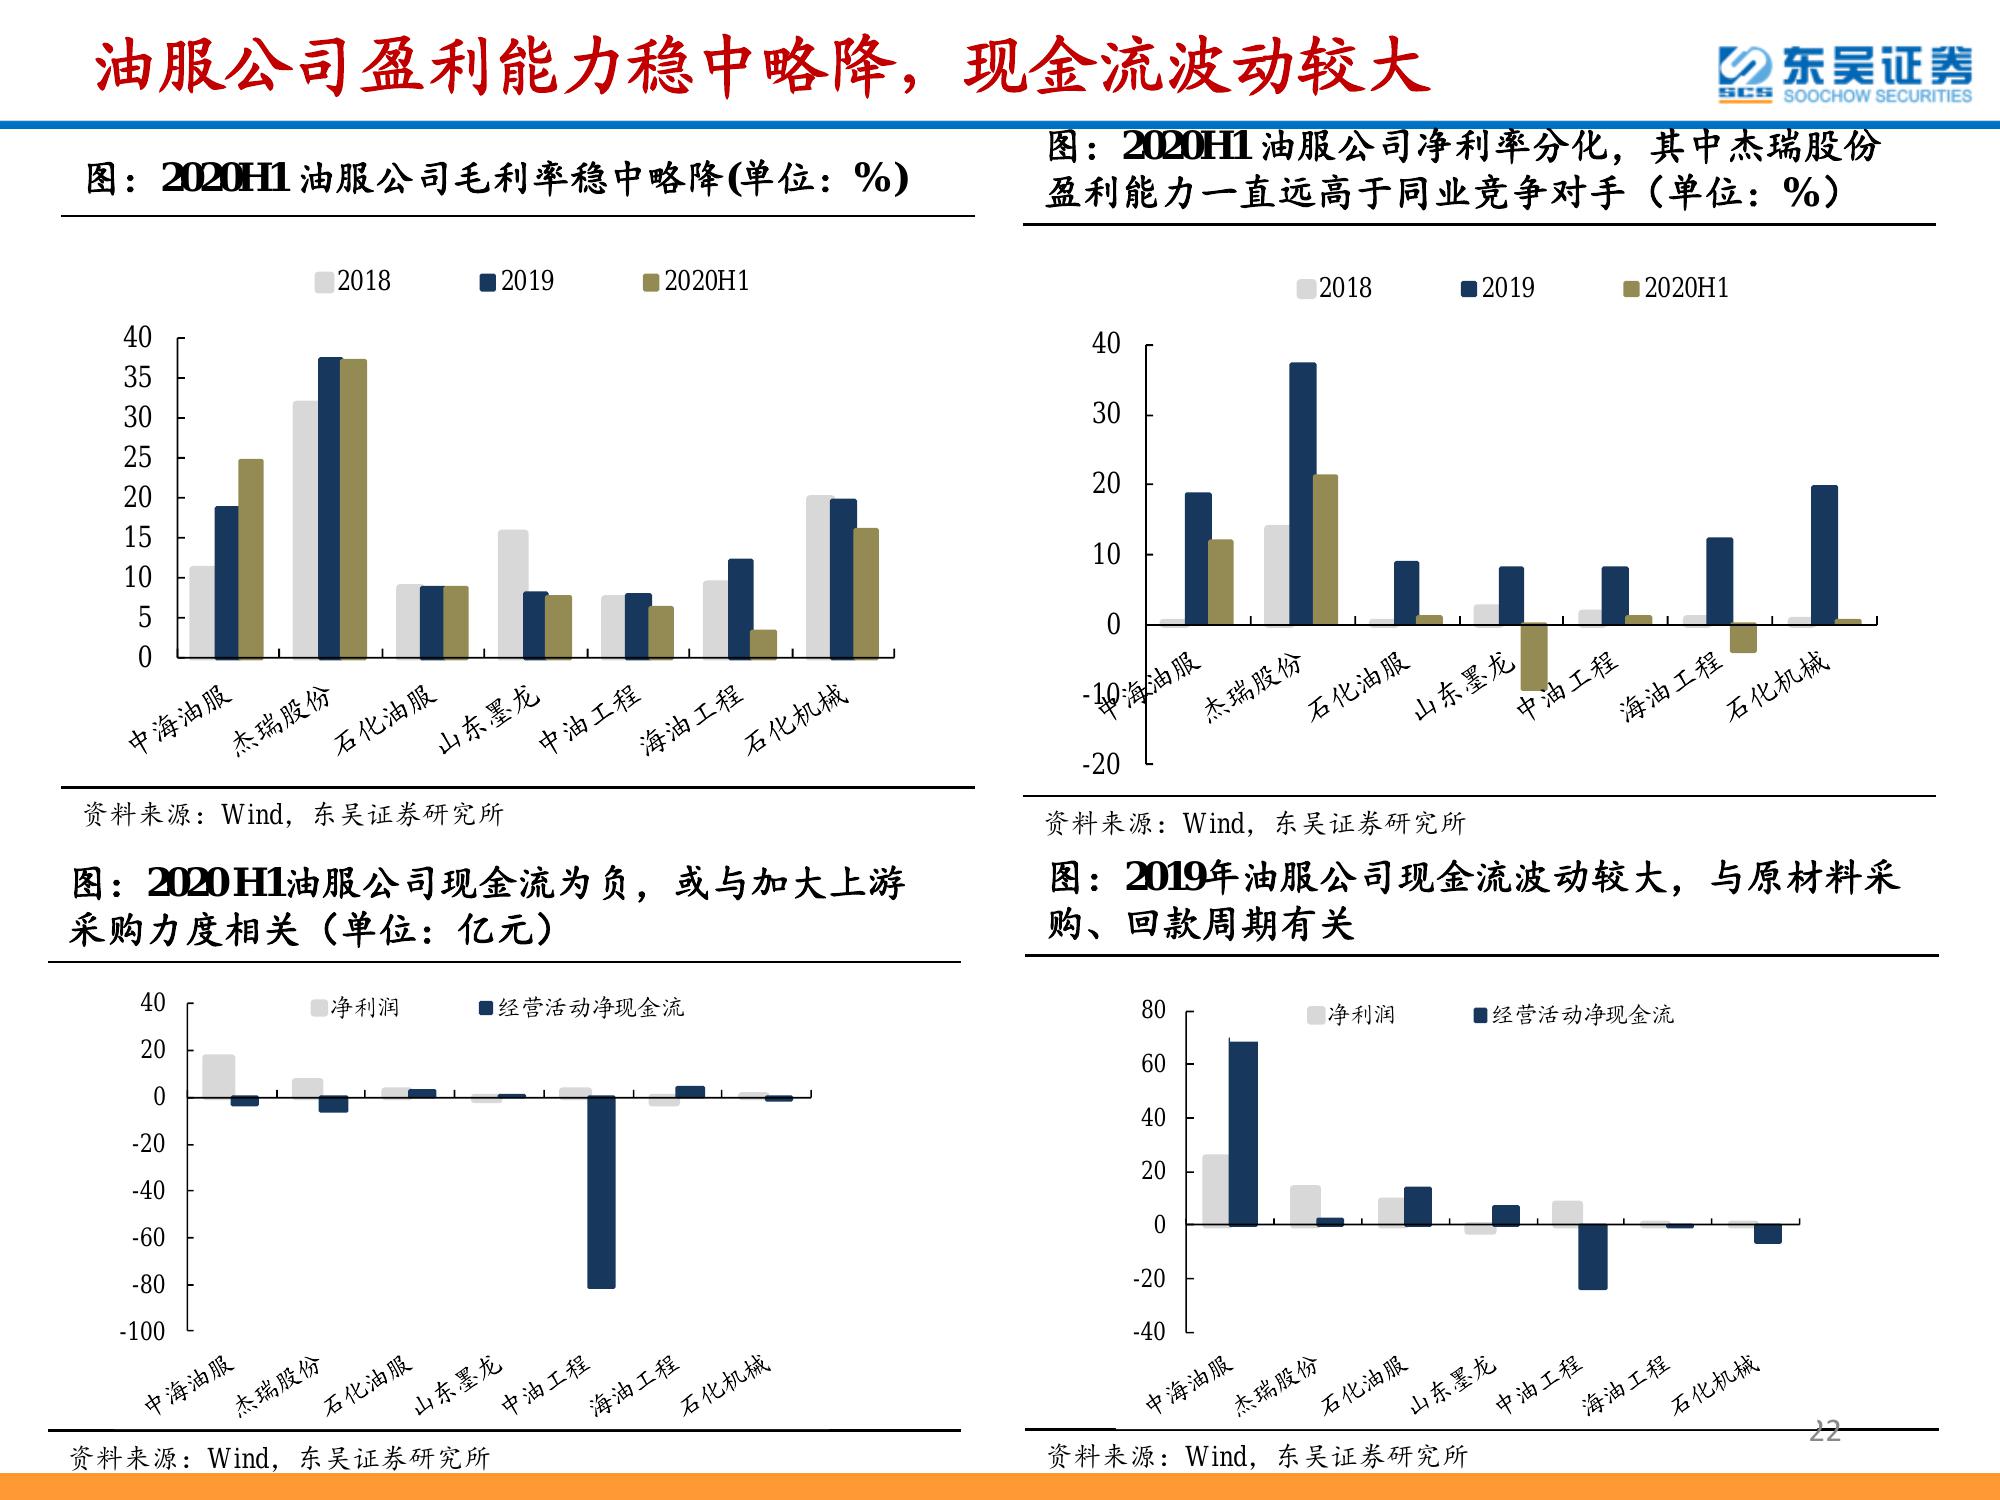 油服公司盈利能力稳中略降，现金流波动较大
东吴证券
SCS
SOOCHOW SECURITIES
图：2020H1 油服公司毛利率稳中略降(单位：%)
2018 2019 2020H1
40
35
30
25
20
15
10
5
0
中海油服 杰瑞股份 石化油服 山东墨龙 中油工程 海油工程 石化机械
资料来源：Wind，东吴证券研究所
图：2020H1 油服公司净利率分化，其中杰瑞股份
盈利能力一直远高于同业竞争对手（单位：%）
2018 2019 2020H1
40
30
20
10
0
-10
-20
中海油服 杰瑞股份 石化油服 山东墨龙 中油工程 海油工程 石化机械
资料来源：Wind，东吴证券研究所
图：2020 H1油服公司现金流为负，或与加大上游
采购力度相关（单位：亿元）
净利润 经营活动净现金流
40
20
0
-20
-40
-60
-80
-100
中海油服 杰瑞股份 石化油服 山东墨龙 中油工程 海油工程 石化机械
资料来源：Wind，东吴证券研究所
图：2019年油服公司现金流波动较大，与原材料采
购、回款周期有关
净利润 经营活动净现金流
80
60
40
20
0
-20
-40
中海油服 杰瑞股份 石化油服 山东墨龙 中油工程 海油工程 石化机械
资料来源：Wind，东吴证券研究所
22